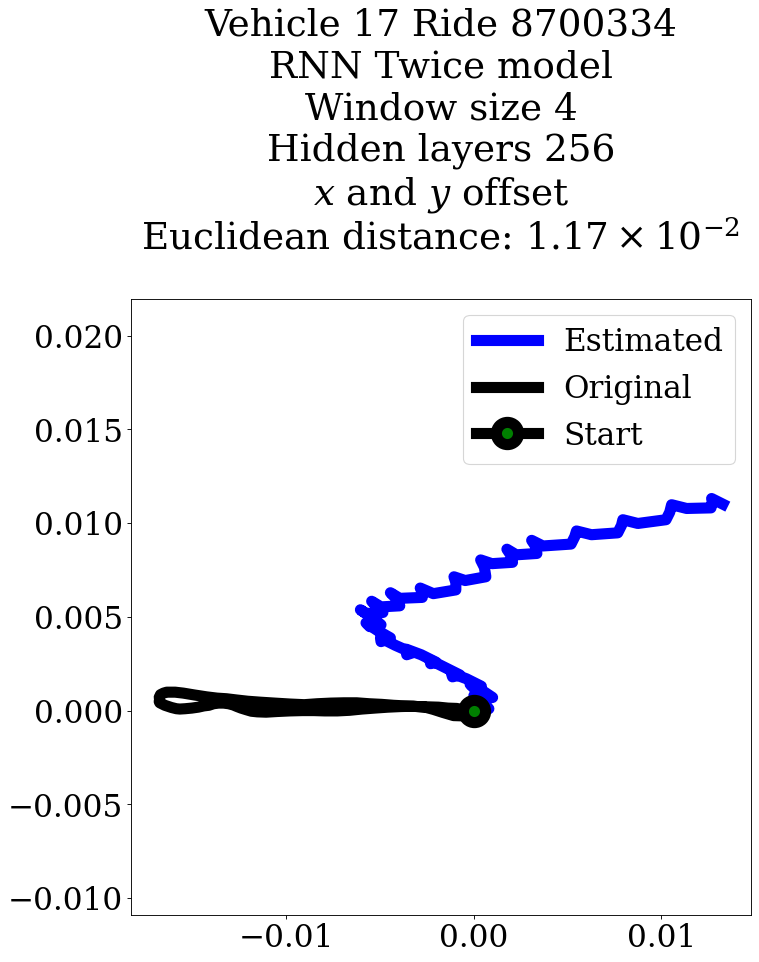 Vehicle 17 Ride 8700334
RNN Twice model
Window size 4
Hidden layers 256
x and y offset
Euclidean distance: 1.17 × 10⁻²
Estimated
Original
Start
0.020
0.015
0.010
0.005
0.000
−0.005
−0.010
−0.01 0.00 0.01